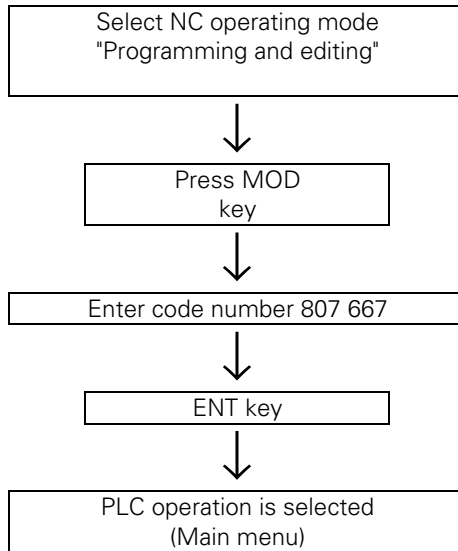 Select NC operating mode
"Programming and editing"
Press MOD
key
Enter code number 807 667
ENT key
PLC operation is selected
(Main menu)